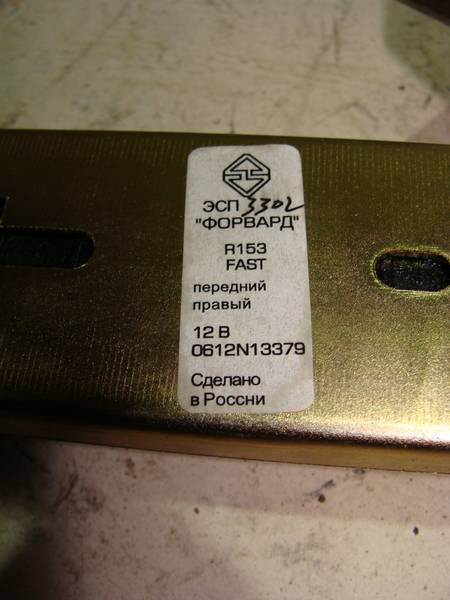 ЭСП 3302
"ФОРВАРД"
R153
FAST
передний
правый
12 В
0612N13379
Сделано
в России